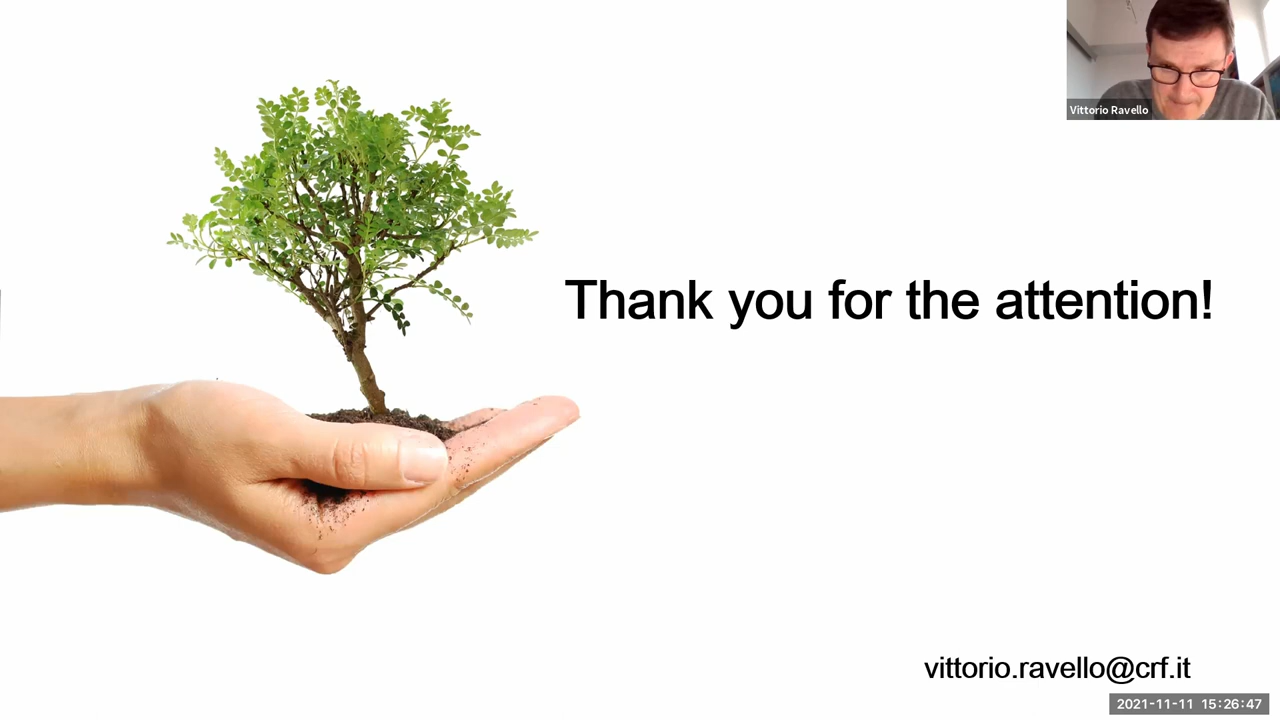 Vittorio Ravello
Thank you for the attention!
vittorio.ravello@crf.it
2021-11-11 15:26:47